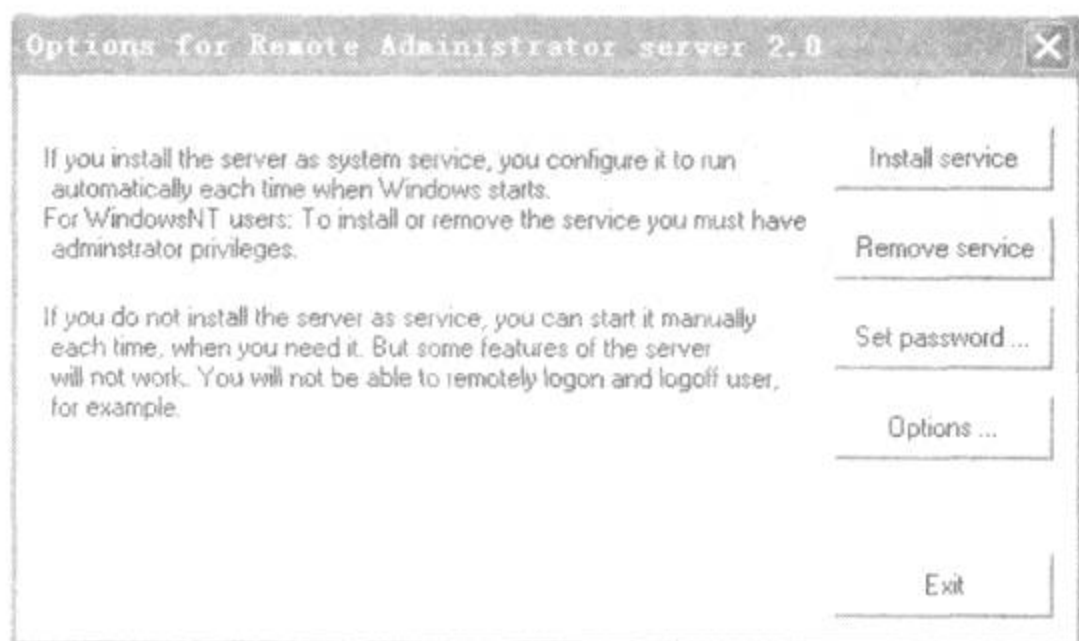 Options for Remote Administrator server 2.0
If you install the server as system service, you configure it to run
automatically each time when Windows starts.
For WindowsNT users: To install or remove the service you must have
adminstrator privileges.
If you do not install the server as service, you can start it manually
each time, when you need it. But some features of the server
will not work. You will not be able to remotely logon and logoff user,
for example.
Install service
Remove service
Set password ...
Options ...
Exit